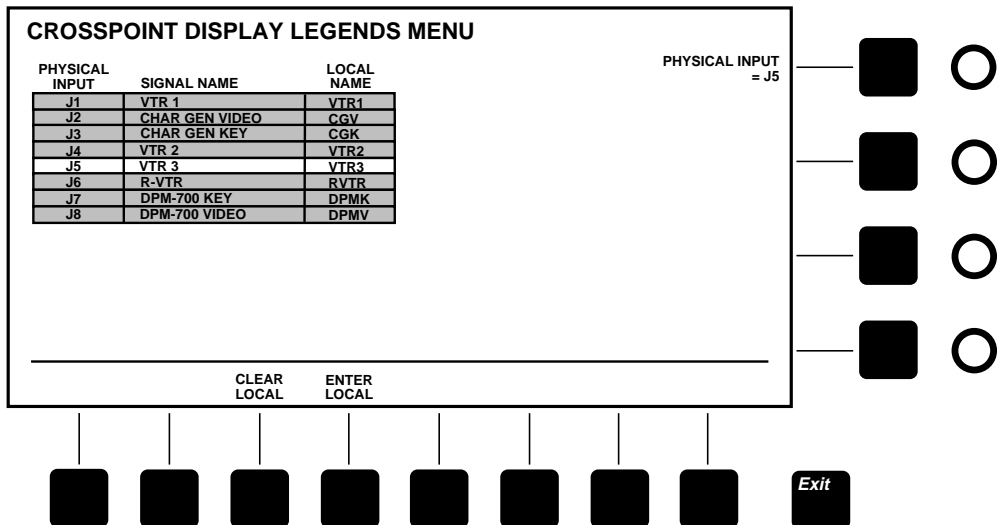 CROSSPOINT DISPLAY LEGENDS MENU
PHYSICAL INPUT = J5
PHYSICAL INPUT SIGNAL NAME LOCAL NAME
J1 VTR 1 VTR1
J2 CHAR GEN VIDEO CGV
J3 CHAR GEN KEY CGK
J4 VTR 2 VTR2
J5 VTR 3 VTR3
J6 R-VTR RVTR
J7 DPM-700 KEY DPMK
J8 DPM-700 VIDEO DPMV
CLEAR LOCAL
ENTER LOCAL
Exit